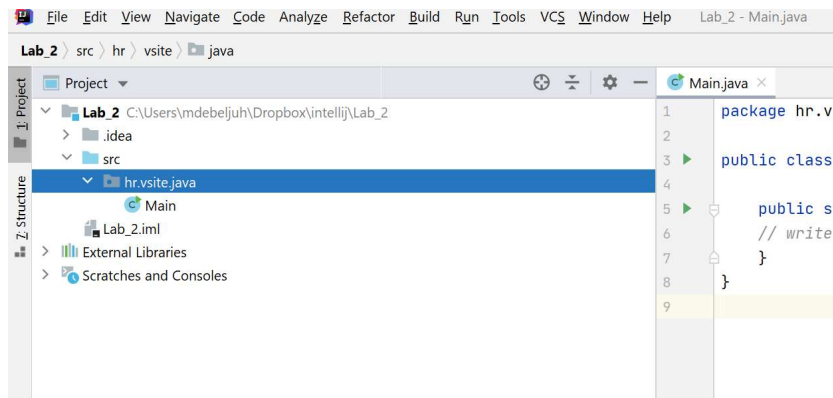 File Edit View Navigate Code Analyze Refactor Build Run Tools VCS Window Help Lab_2 - Main.java
Lab_2 src hr vsite java
1: Project
7: Structure
Project
Lab_2 C:\Users\mdebeljuh\Dropbox\intellij\Lab_2
.idea
src
hr.vsite.java
Main
Lab_2.iml
External Libraries
Scratches and Consoles
Main.java
1 package hr.v
2
3 public class
4
5 public s
6 // write
7 }
8 }
9